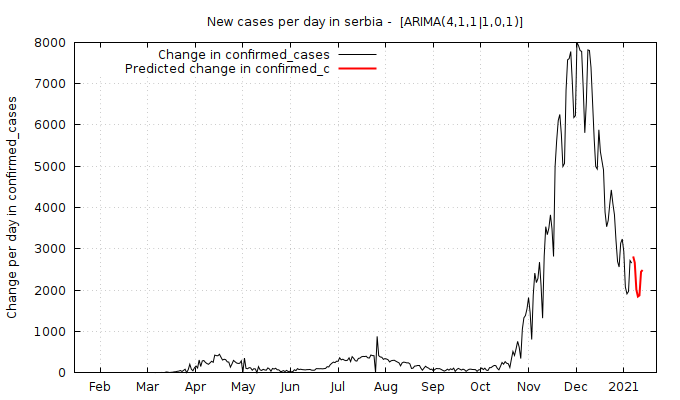 New cases per day in serbia -  [ARIMA(4,1,1|1,0,1)]
Change in confirmed_cases
Predicted change in confirmed_c
Change per day in confirmed_cases
8000
7000
6000
5000
4000
3000
2000
1000
0
Feb Mar Apr May Jun Jul Aug Sep Oct Nov Dec 2021